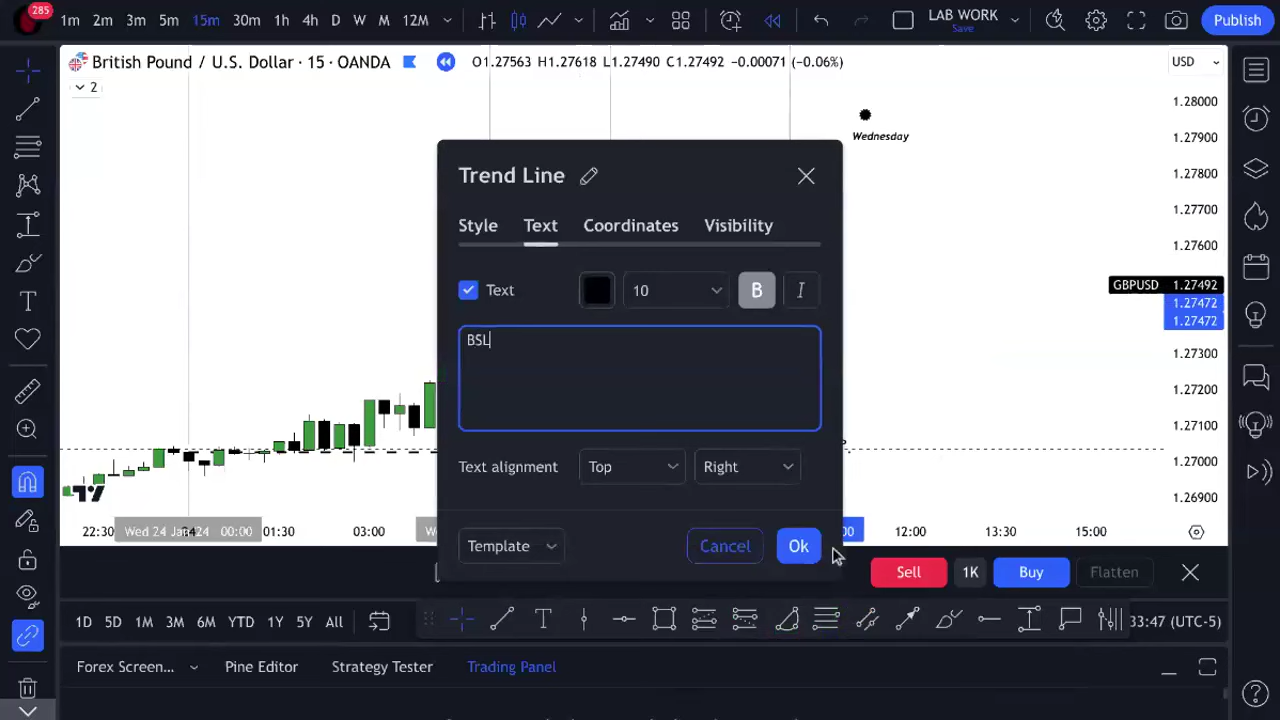 285
1m 2m 3m 5m 15m 30m 1h 4h D W M 12M
LAB WORK
Save
Publish
British Pound / U.S. Dollar · 15 · OANDA
O1.27563 H1.27618 L1.27490 C1.27492 −0.00071 (−0.06%)
USD
2
1.28000
1.27900
1.27800
1.27700
1.27600
GBPUSD 1.27492
1.27472
1.27472
1.27300
1.27200
1.27100
1.27000
1.26900
Wednesday
Trend Line
Style Text Coordinates Visibility
Text
10
B I
BSL
Text alignment
Top
Right
Template
Cancel
Ok
22:30 Wed 24 Jan '24 00:00 01:30 03:00 12:00 13:30 15:00
Sell 1K Buy Flatten
1D 5D 1M 3M 6M YTD 1Y 5Y All
33:47 (UTC-5)
Forex Screen... Pine Editor Strategy Tester Trading Panel